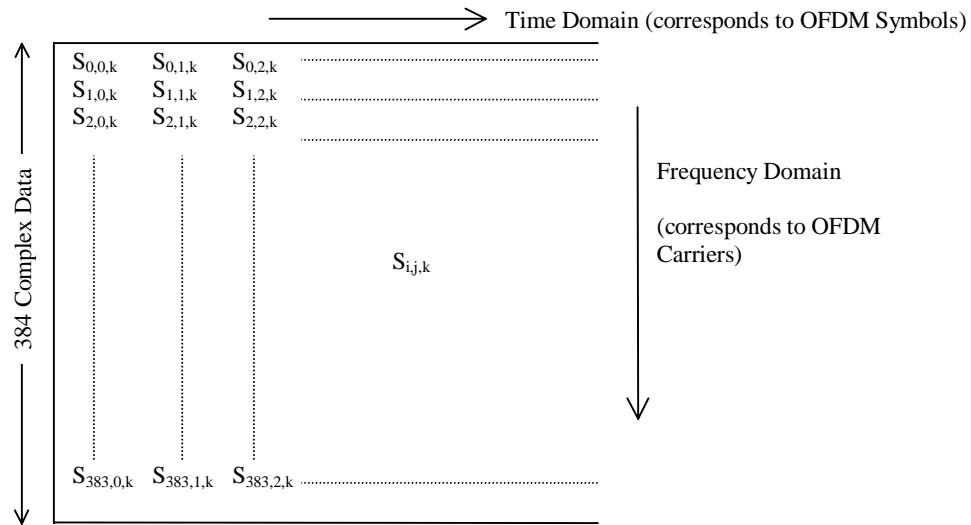 Time Domain (corresponds to OFDM Symbols)
S0,0,k S0,1,k S0,2,k
S1,0,k S1,1,k S1,2,k
S2,0,k S2,1,k S2,2,k
384 Complex Data
Frequency Domain
(corresponds to OFDM
Carriers)
Si,j,k
S383,0,k S383,1,k S383,2,k